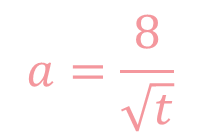 a = 8/√t